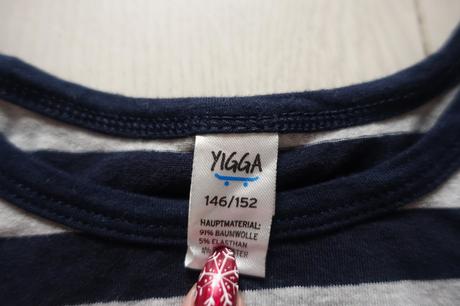 YIGGA
146/152
HAUPTMATERIAL:
91% BAUMWOLLE
5% ELASTHAN